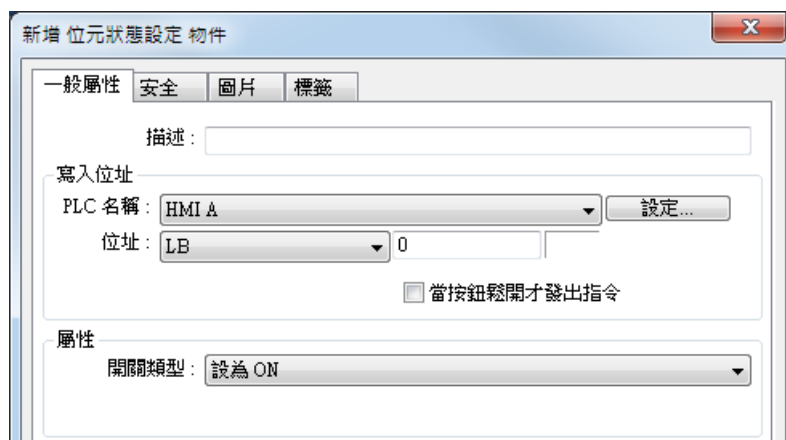 新增 位元狀態設定 物件
一般屬性 安全 圖片 標籤
描述 :
寫入位址
PLC 名稱 : HMI A 設定...
位址 : LB 0
當按鈕鬆開才發出指令
屬性
開關類型 : 設為 ON